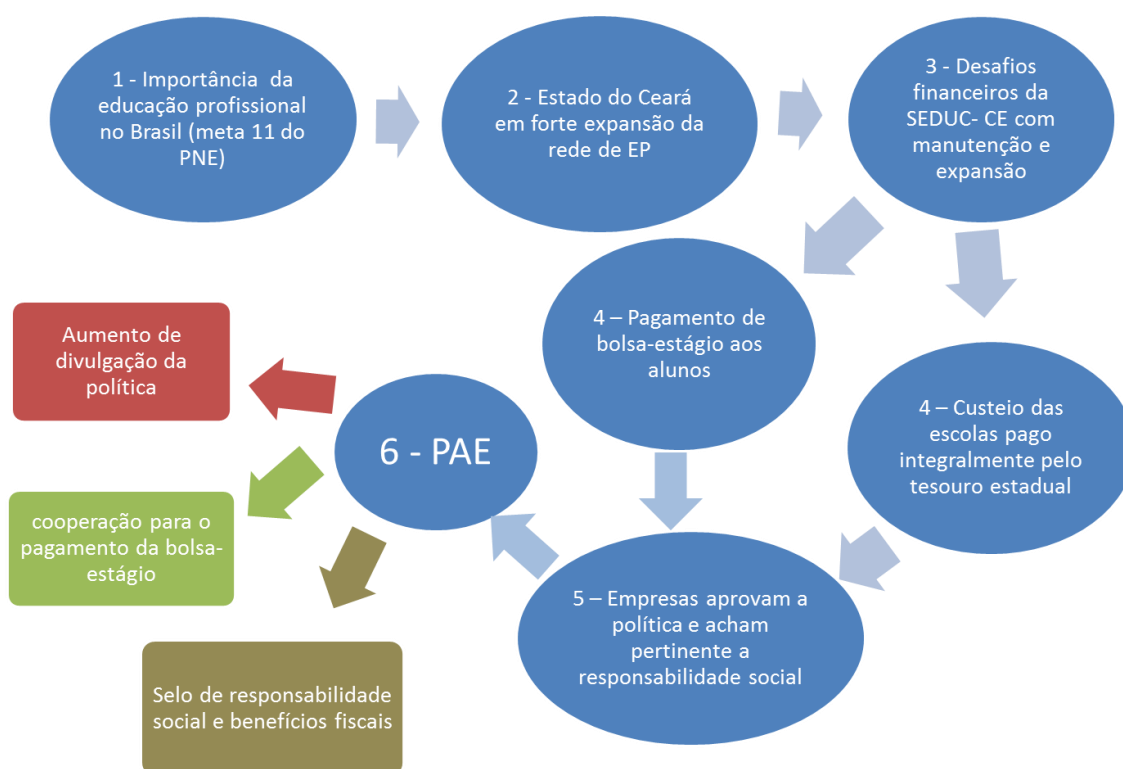 1 - Importância da
educação profissional
no Brasil (meta 11 do
PNE)
2 - Estado do Ceará
em forte expansão da
rede de EP
3 - Desafios
financeiros da
SEDUC- CE com
manutenção e
expansão
4 – Pagamento de
bolsa-estágio aos
alunos
4 – Custeio das
escolas pago
integralmente pelo
tesouro estadual
5 – Empresas aprovam a
política e acham
pertinente a
responsabilidade social
6 - PAE
Aumento de
divulgação da
política
cooperação para o
pagamento da bolsa-
estágio
Selo de responsabilidade
social e benefícios fiscais